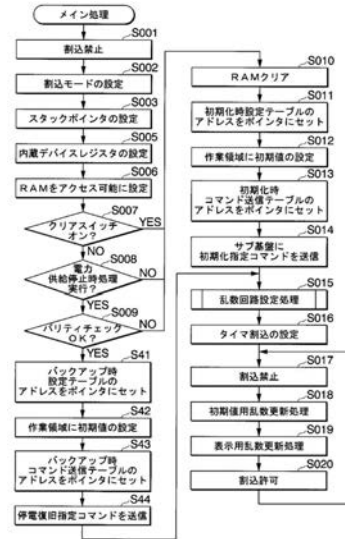 メイン処理
S001
割込禁止
S002
割込モードの設定
S003
スタックポインタの設定
S005
内蔵デバイスレジスタの設定
S006
RAMをアクセス可能に設定
S007
クリアスイッチ
オン?
YES
NO
S008
電力
供給停止時処理
実行?
NO
YES
S009
パリティチェック
OK?
NO
YES
S41
バックアップ時
設定テーブルの
アドレスをポインタにセット
S42
作業領域に初期値の設定
S43
バックアップ時
コマンド送信テーブルの
アドレスをポインタにセット
S44
停電復旧指定コマンドを送信
S010
RAMクリア
S011
初期化時設定テーブルの
アドレスをポインタにセット
S012
作業領域に初期値の設定
S013
初期化時
コマンド送信テーブルの
アドレスをポインタにセット
S014
サブ基盤に
初期化指定コマンドを送信
S015
乱数回路設定処理
S016
タイマ割込の設定
S017
割込禁止
S018
初期値用乱数更新処理
S019
表示用乱数更新処理
S020
割込許可